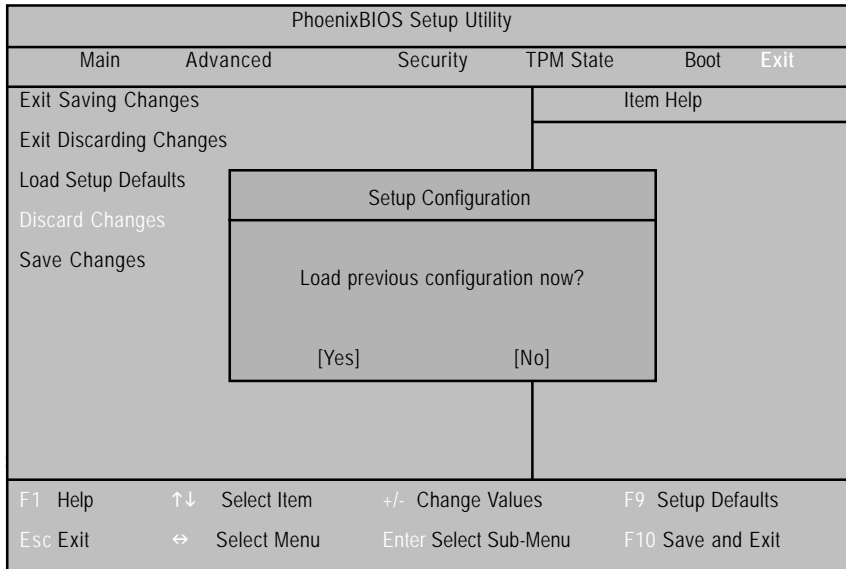 PhoenixBIOS Setup Utility
Main Advanced Security TPM State Boot Exit
Exit Saving Changes
Exit Discarding Changes
Load Setup Defaults
Discard Changes
Save Changes
Item Help
Setup Configuration
Load previous configuration now?
[Yes] [No]
F1 Help ↑↓ Select Item +/- Change Values F9 Setup Defaults
Esc Exit ↔ Select Menu Enter Select Sub-Menu F10 Save and Exit